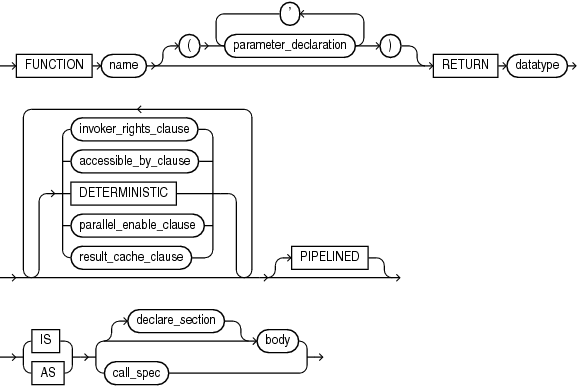 ,
( parameter_declaration )
FUNCTION name RETURN datatype
invoker_rights_clause
accessible_by_clause
DETERMINISTIC
parallel_enable_clause
result_cache_clause
PIPELINED
declare_section
IS body
AS call_spec